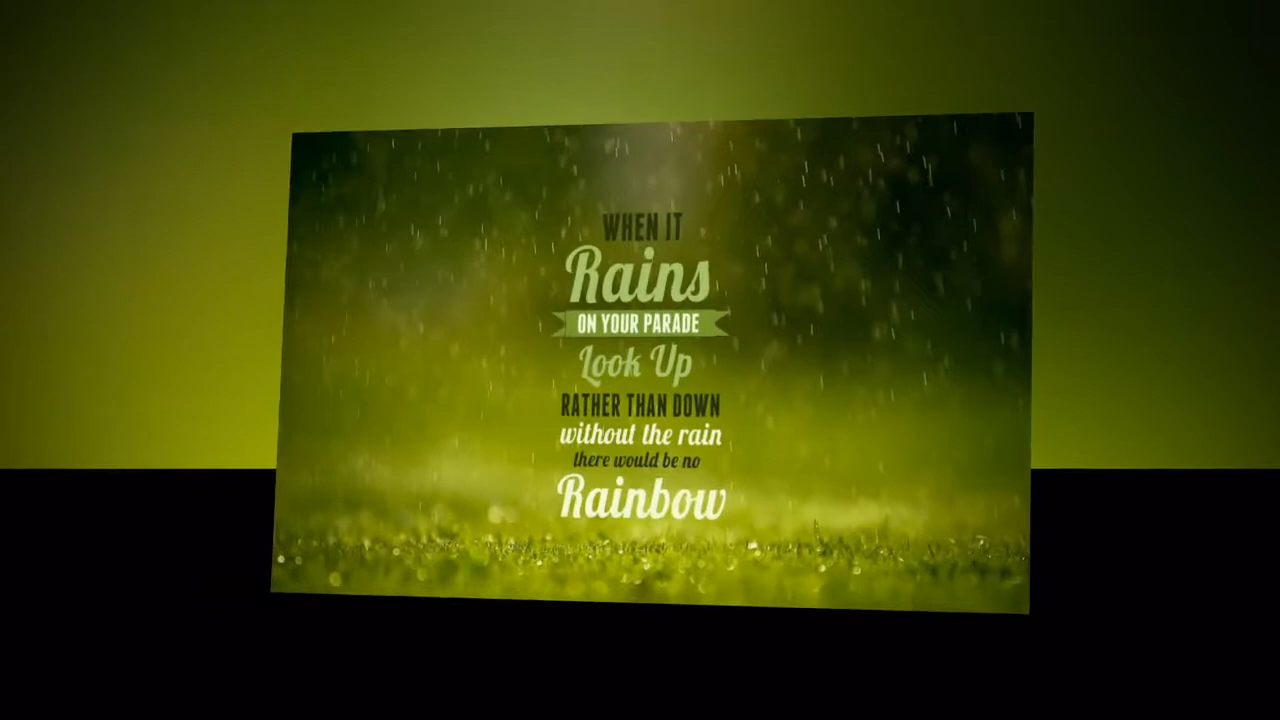 WHEN IT
Rains
ON YOUR PARADE
Look Up
RATHER THAN DOWN
without the rain
there would be no
Rainbow